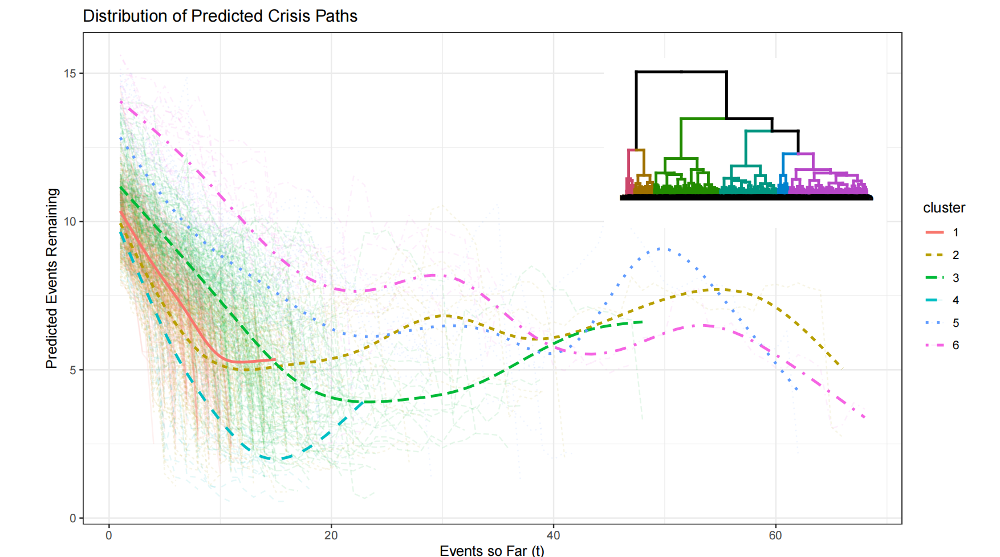 Distribution of Predicted Crisis Paths
Predicted Events Remaining
15
10
5
0
0 20 40 60
Events so Far (t)
cluster
1
2
3
4
5
6